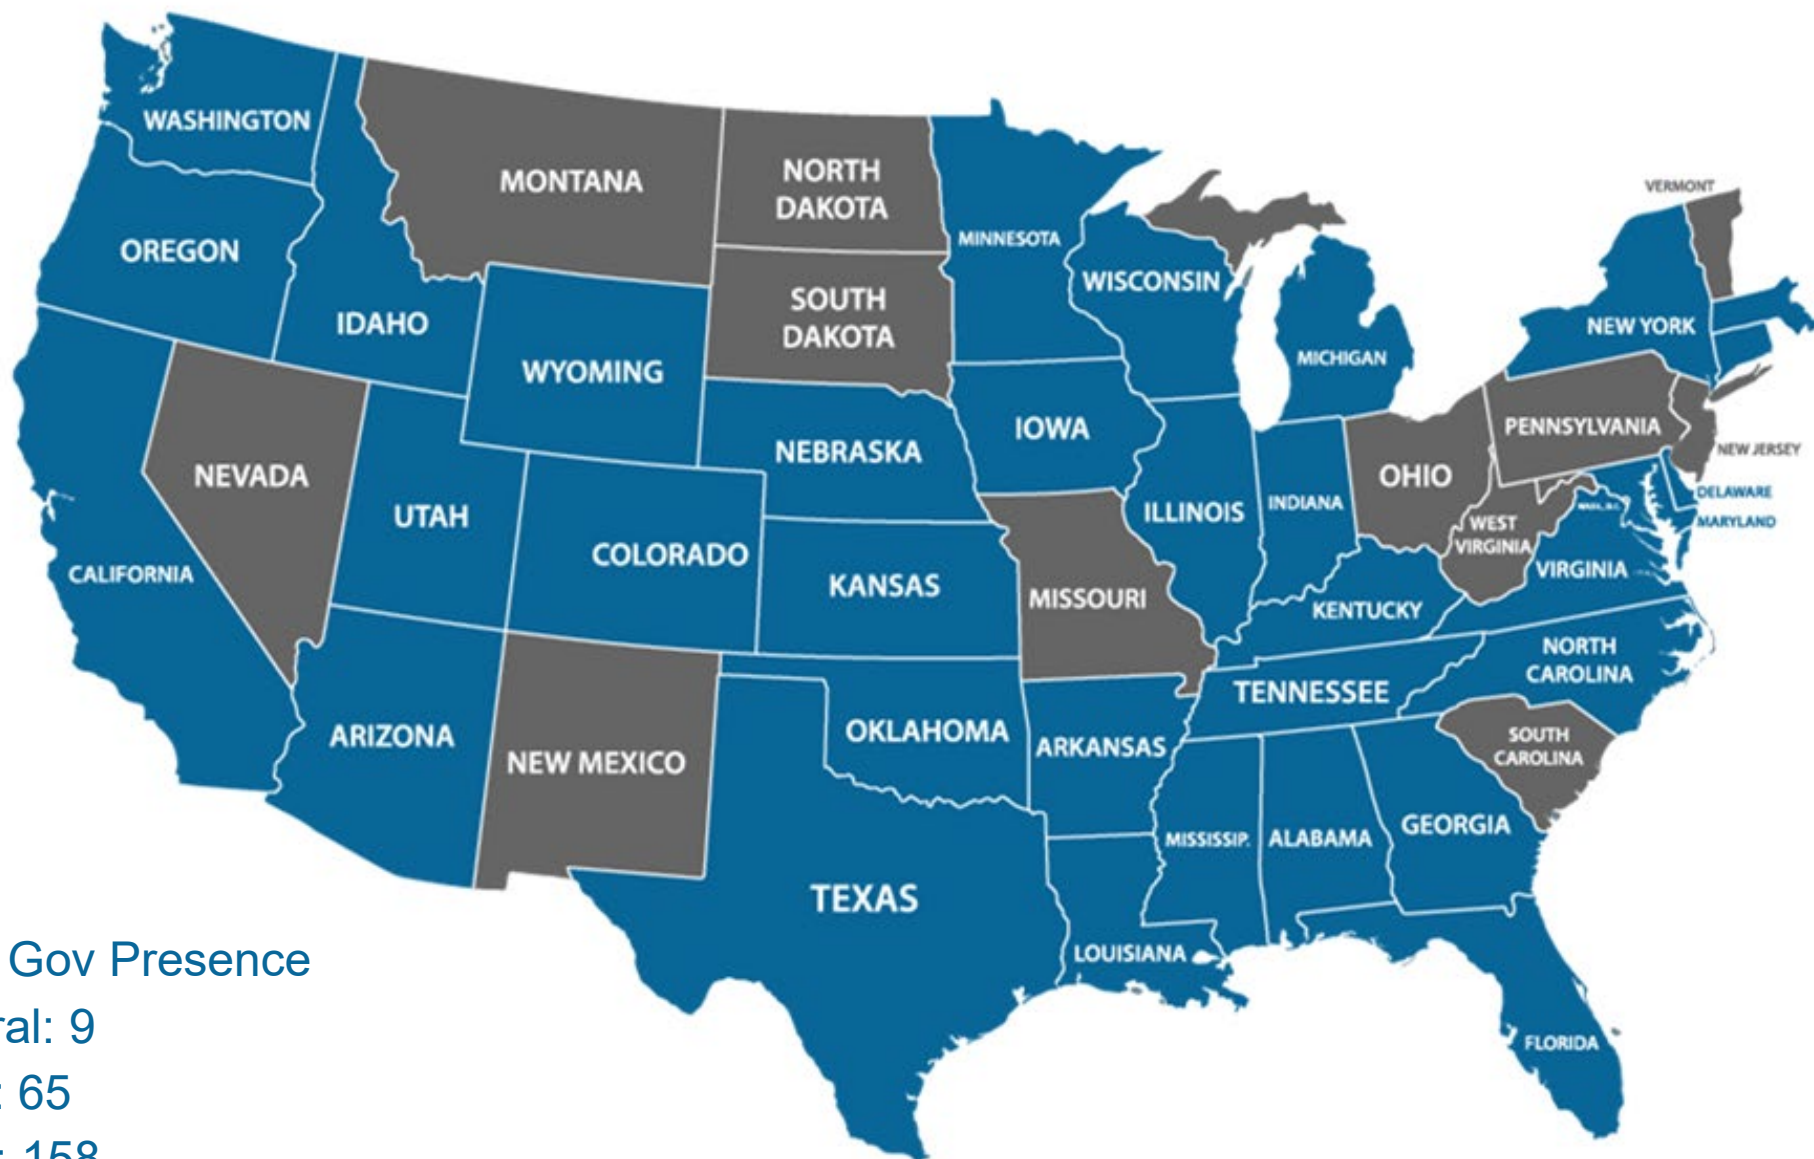 WASHINGTON
MONTANA
NORTH
DAKOTA
VERMONT
MINNESOTA
OREGON
WISCONSIN
SOUTH
DAKOTA
IDAHO
NEW YORK
MICHIGAN
WYOMING
IOWA
PENNSYLVANIA
NEBRASKA
NEW JERSEY
NEVADA
OHIO
DELAWARE
INDIANA
ILLINOIS
UTAH
MARYLAND
WEST
VIRGINIA
COLORADO
VIRGINIA
CALIFORNIA
KANSAS
MISSOURI
KENTUCKY
NORTH
CAROLINA
TENNESSEE
ARIZONA
OKLAHOMA
ARKANSAS
SOUTH
CAROLINA
NEW MEXICO
GEORGIA
MISSISSIP.
ALABAMA
TEXAS
LOUISIANA
FLORIDA
Gov Presence
ral: 9
: 65
: 158